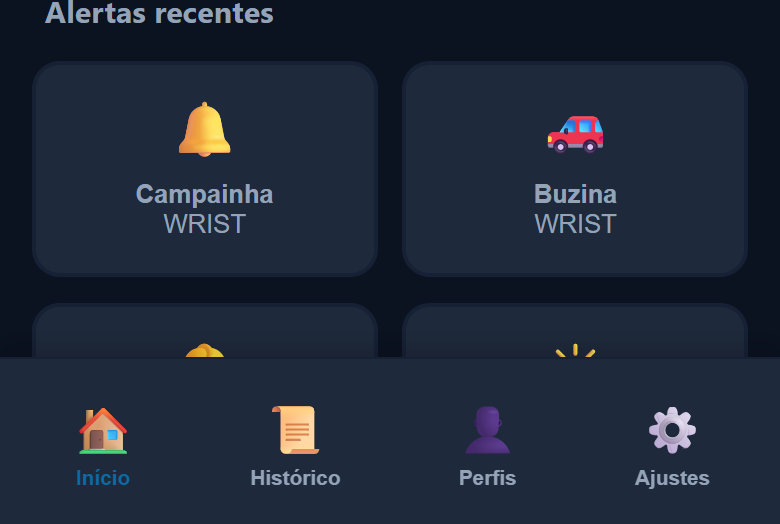 Alertas recentes
Campainha
WRIST
Buzina
WRIST
Início
Histórico
Perfis
Ajustes